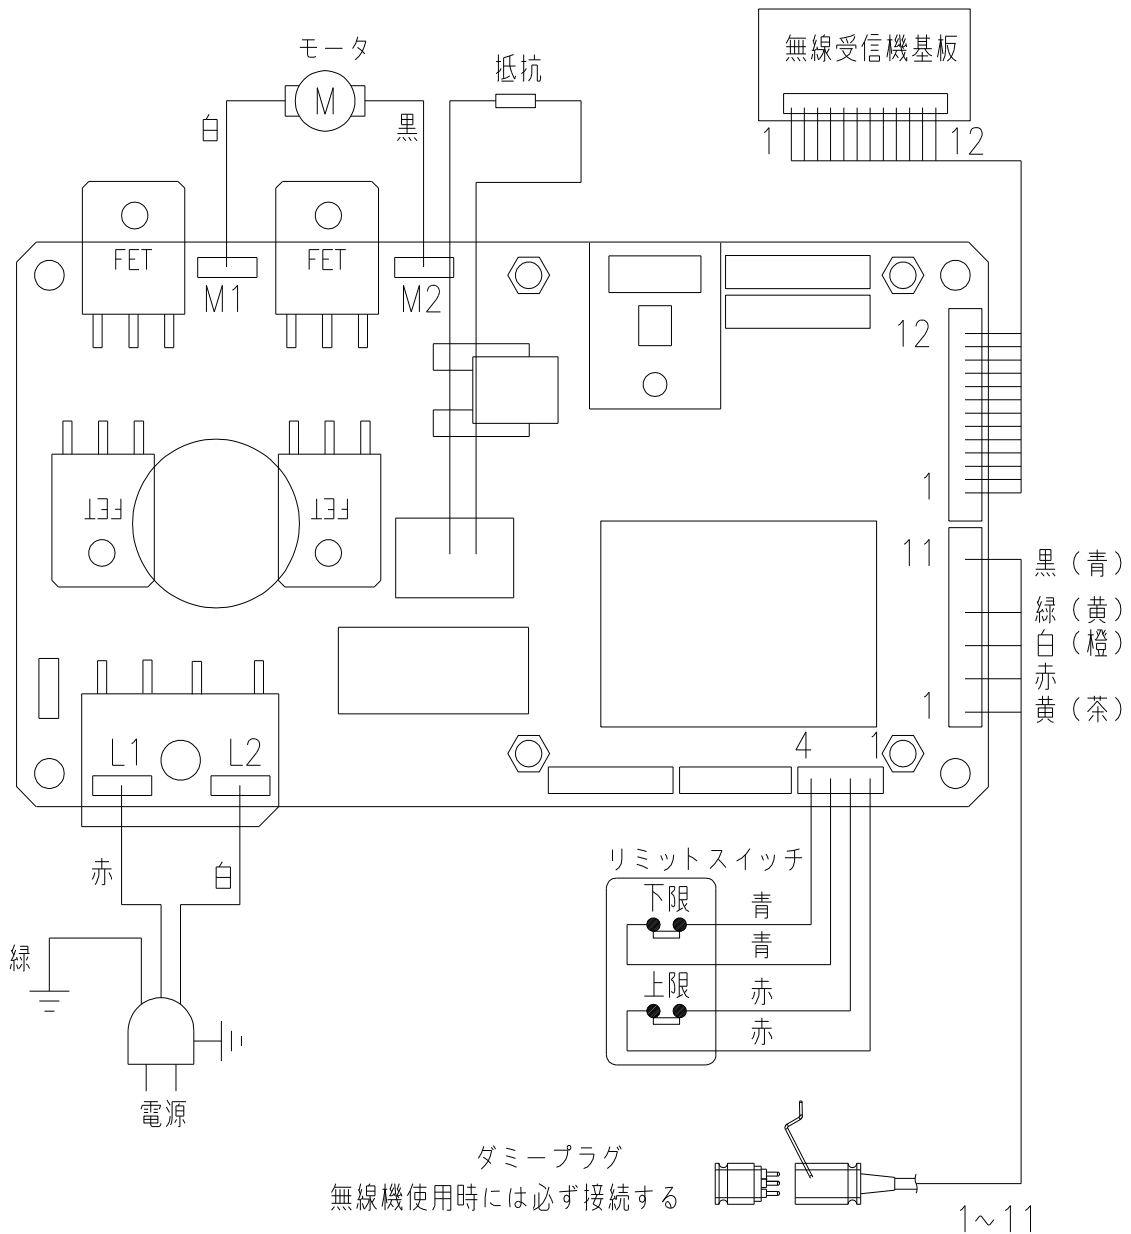 モータ
M
白
黒
抵抗
無線受信機基板
1
12
FET
FET
M1
M2
12
1
FET
FET
11
1
黒（青）
緑（黄）
白（橙）
赤
黄（茶）
L1
L2
4
1
赤
白
緑
電源
リミットスイッチ
下限
青
青
上限
赤
赤
ダミープラグ
無線機使用時には必ず接続する
1～11